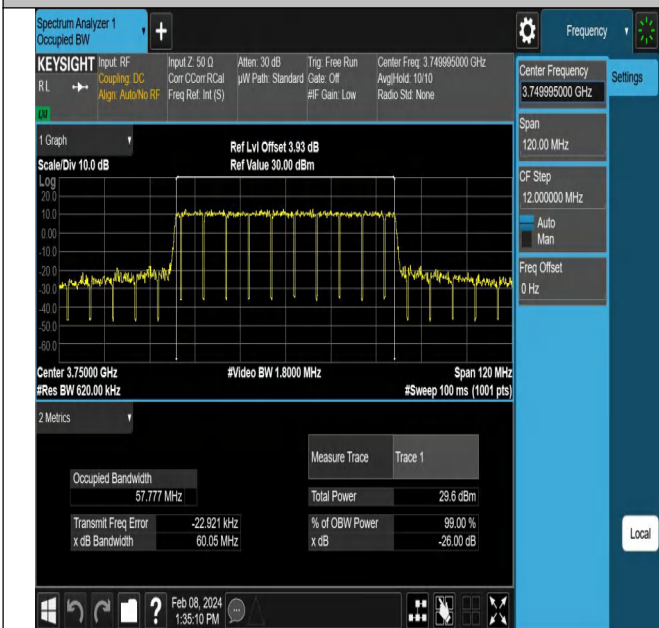 Spectrum Analyzer 1
Occupied BW
Frequency
KEYSIGHT
RL
Input: RF
Coupling: DC
Align: Auto/No RF
Input Z: 50 Ω
Corr CCorr RCal
Freq Ref: Int (S)
Atten: 30 dB
µW Path: Standard
Trig: Free Run
Gate: Off
#IF Gain: Low
Center Freq: 3.749995000 GHz
Avg|Hold: 10/10
Radio Std: None
Center Frequency
3.749995000 GHz
Settings
Span
120.00 MHz
CF Step
12.000000 MHz
Auto
Man
Freq Offset
0 Hz
1 Graph
Scale/Div 10.0 dB
Ref Lvl Offset 3.93 dB
Ref Value 30.00 dBm
Log
20.0
10.0
0.00
-10.0
-20.0
-30.0
-40.0
-50.0
-60.0
Center 3.75000 GHz
#Video BW 1.8000 MHz
Span 120 MHz
#Res BW 620.00 kHz
#Sweep 100 ms (1001 pts)
2 Metrics
Measure Trace Trace 1
Occupied Bandwidth
57.777 MHz
Total Power 29.6 dBm
Transmit Freq Error -22.921 kHz
% of OBW Power 99.00 %
x dB Bandwidth 60.05 MHz
x dB -26.00 dB
Local
?
Feb 08, 2024
1:35:10 PM